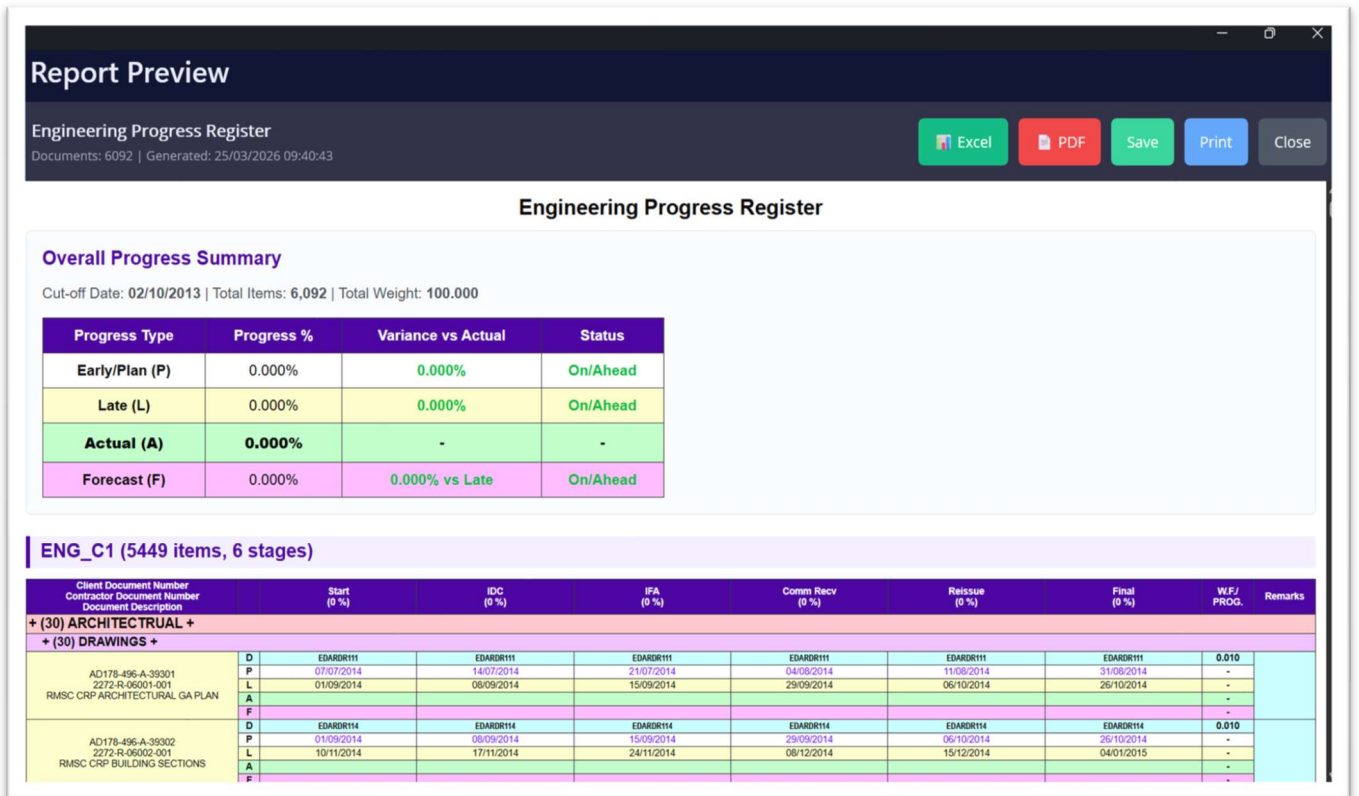 Report Preview
Engineering Progress Register
Documents: 6092 | Generated: 25/03/2026 09:40:43
Excel PDF Save Print Close
Engineering Progress Register
Overall Progress Summary
Cut-off Date: 02/10/2013 | Total Items: 6,092 | Total Weight: 100.000
Progress Type Progress % Variance vs Actual Status
Early/Plan (P) 0.000% 0.000% On/Ahead
Late (L) 0.000% 0.000% On/Ahead
Actual (A) 0.000% - -
Forecast (F) 0.000% 0.000% vs Late On/Ahead
ENG_C1 (5449 items, 6 stages)
Client Document Number
Contractor Document Number
Document Description
Start (0 %) IDC (0 %) IFA (0 %) Comm Recv (0 %) Reissue (0 %) Final (0 %) W.F./ PROG. Remarks
+ (30) ARCHITECTRUAL +
+ (30) DRAWINGS +
AD178-496-A-39301
2272-R-06001-001
RMSC CRP ARCHITECTURAL GA PLAN
D EDARDR111 EDARDR111 EDARDR111 EDARDR111 EDARDR111 EDARDR111 0.010
P 07/07/2014 14/07/2014 21/07/2014 04/08/2014 11/08/2014 31/08/2014 -
L 01/09/2014 08/09/2014 15/09/2014 29/09/2014 06/10/2014 26/10/2014 -
A -
F -
AD178-496-A-39302
2272-R-06002-001
RMSC CRP BUILDING SECTIONS
D EDARDR114 EDARDR114 EDARDR114 EDARDR114 EDARDR114 EDARDR114 0.010
P 01/09/2014 08/09/2014 15/09/2014 29/09/2014 06/10/2014 26/10/2014 -
L 10/11/2014 17/11/2014 24/11/2014 08/12/2014 15/12/2014 04/01/2015 -
A -
F -